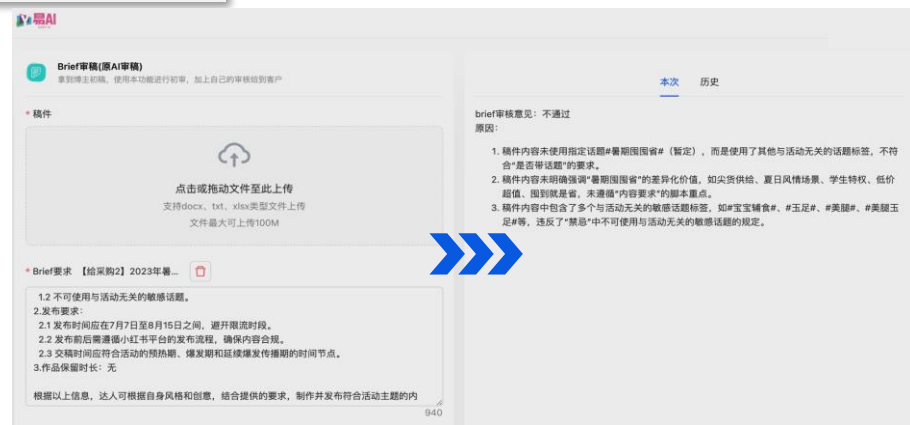 易AI
Brief审稿(原AI审稿)
拿到博主初稿，使用本功能进行初审，加上自己的审核给到客户
* 稿件
点击或拖动文件至此上传
支持docx、txt、xlsx类型文件上传
文件最大可上传100M
* Brief要求 【给采购2】2023年暑...
1.2 不可使用与活动无关的敏感话题。
2.发布要求：
2.1 发布时间应在7月7日至8月15日之间，避开限流时段。
2.2 发布前后需遵循小红书平台的发布流程，确保内容合规。
2.3 交稿时间应符合活动的预热期、爆发期和延续爆发传播期的时间节点。
3.作品保留时长：无
根据以上信息，达人可根据自身风格和创意，结合提供的要求，制作并发布符合活动主题的内
940
本次 历史
brief审核意见：不通过
原因：
1. 稿件内容未使用指定话题#暑期囤囤省#（暂定），而是使用了其他与活动无关的话题标签，不符
合“是否带话题”的要求。
2. 稿件内容未明确强调“暑期囤囤省”的差异化价值，如尖货供给、夏日风情场景、学生特权、低价
超值、囤到就是省，未遵循“内容要求”的脚本重点。
3. 稿件内容中包含了多个与活动无关的敏感话题标签，如#宝宝辅食#、#玉足#、#美腿#、#美腿玉
足#等，违反了“禁忌”中不可使用与活动无关的敏感话题的规定。